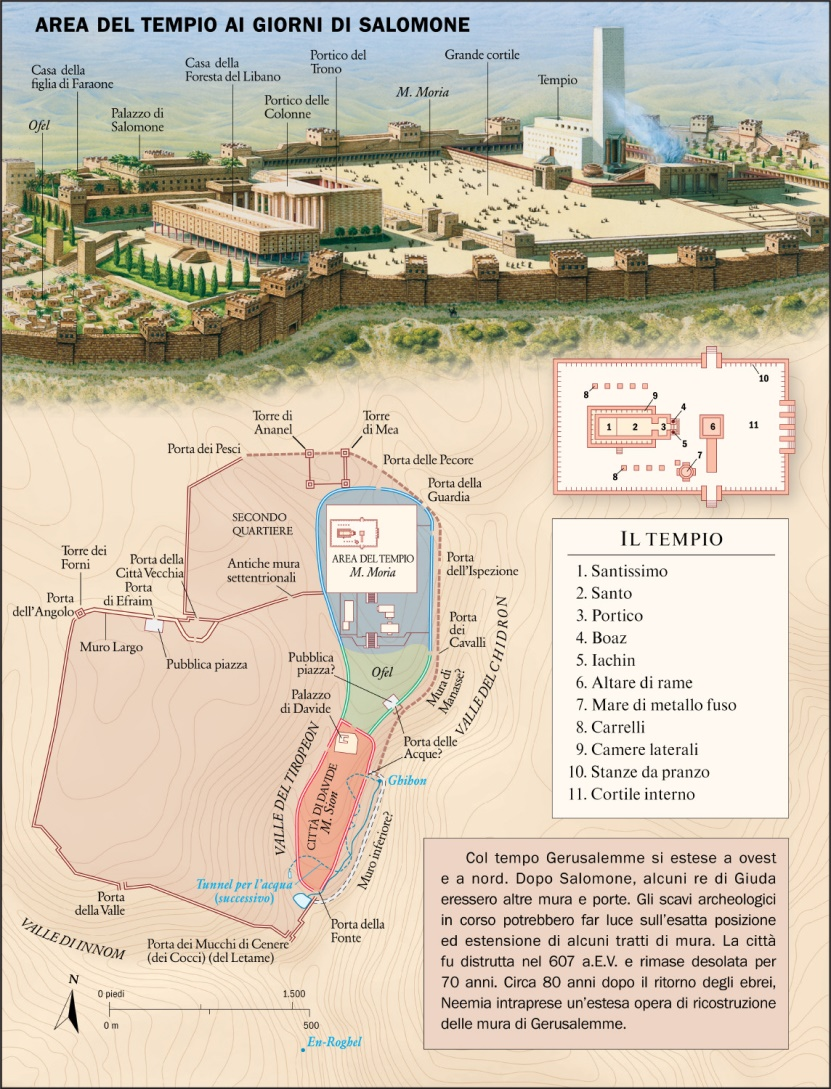 AREA DEL TEMPIO AI GIORNI DI SALOMONE
Casa della
figlia di Faraone
Ofel
Palazzo di
Salomone
Casa della
Foresta del Libano
Portico delle
Colonne
Portico del
Trono
M. Moria
Grande cortile
Tempio
10
8
9
4
1
2
3
6
11
5
7
8
Torre di
Ananel
Torre
di Mea
Porta dei Pesci
Porta delle Pecore
Porta della
Guardia
SECONDO
QUARTIERE
AREA DEL TEMPIO
M. Moria
Torre dei
Forni
Porta della
Città Vecchia
Antiche mura
settentrionali
Porta
dell'Ispezione
Porta
dell'Angolo
Porta
di Efraim
Muro Largo
Pubblica piazza
Porta
dei
Cavalli
Pubblica
piazza?
Ofel
Mura di
Manasse?
VALLE DEL CHIDRON
Palazzo
di Davide
Porta delle
Acque?
VALLE DEL TIROPEON
CITTÀ DI DAVIDE
M. Sion
Ghihon
Muro inferiore?
Tunnel per l'acqua
(successivo)
Porta
della Valle
Porta della
Fonte
VALLE DI INNOM
Porta dei Mucchi di Cenere
(dei Cocci) (del Letame)
N
0 piedi
1.500
0 m
500
En-Roghel
IL TEMPIO
1. Santissimo
2. Santo
3. Portico
4. Boaz
5. Iachin
6. Altare di rame
7. Mare di metallo fuso
8. Carrelli
9. Camere laterali
10. Stanze da pranzo
11. Cortile interno
Col tempo Gerusalemme si estese a ovest
e a nord. Dopo Salomone, alcuni re di Giuda
eressero altre mura e porte. Gli scavi archeologici
in corso potrebbero far luce sull'esatta posizione
ed estensione di alcuni tratti di mura. La città
fu distrutta nel 607 a.E.V. e rimase desolata per
70 anni. Circa 80 anni dopo il ritorno degli ebrei,
Neemia intraprese un'estesa opera di ricostruzione
delle mura di Gerusalemme.